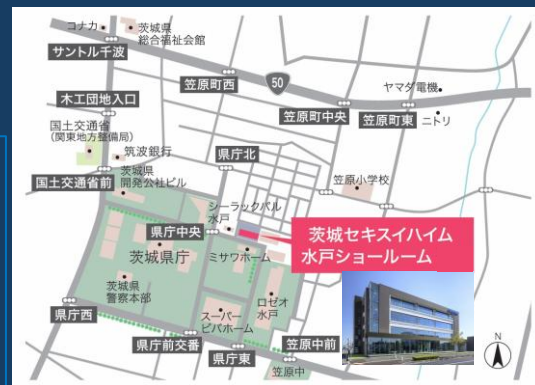 コナカ
茨城県
総合福祉会館
サントル千波
笠原町西
50
ヤマダ電機
木工団地入口
笠原町中央
笠原町東
ニトリ
国土交通省
(関東地方整備局)
筑波銀行
県庁北
国土交通省前
茨城県
開発公社ビル
笠原小学校
シーラックパル
水戸
県庁中央
茨城セキスイハイム
水戸ショールーム
茨城県庁
ミサワホーム
茨城県
警察本部
ロゼオ
水戸
県庁西
スーパー
ビバホーム
県庁前交番
県庁東
笠原中前
笠原中
N